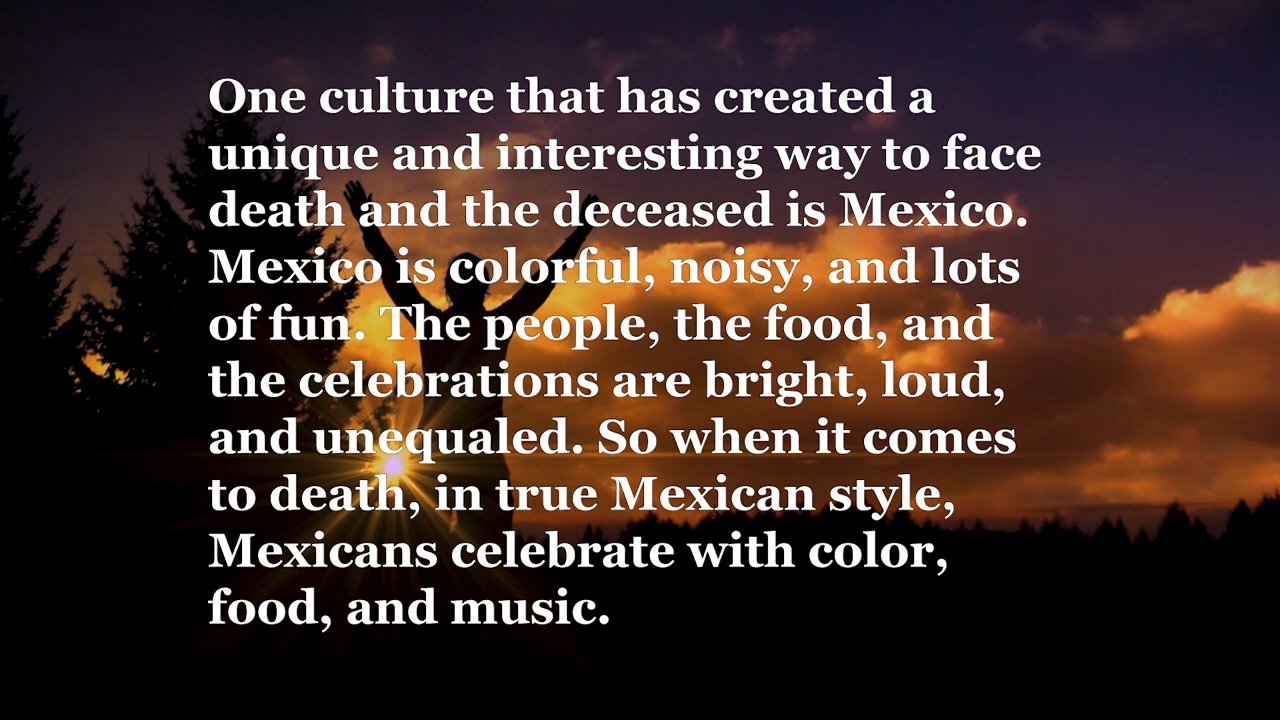 One culture that has created a
unique and interesting way to face
death and the deceased is Mexico.
Mexico is colorful, noisy, and lots
of fun. The people, the food, and
the celebrations are bright, loud,
and unequaled. So when it comes
to death, in true Mexican style,
Mexicans celebrate with color,
food, and music.